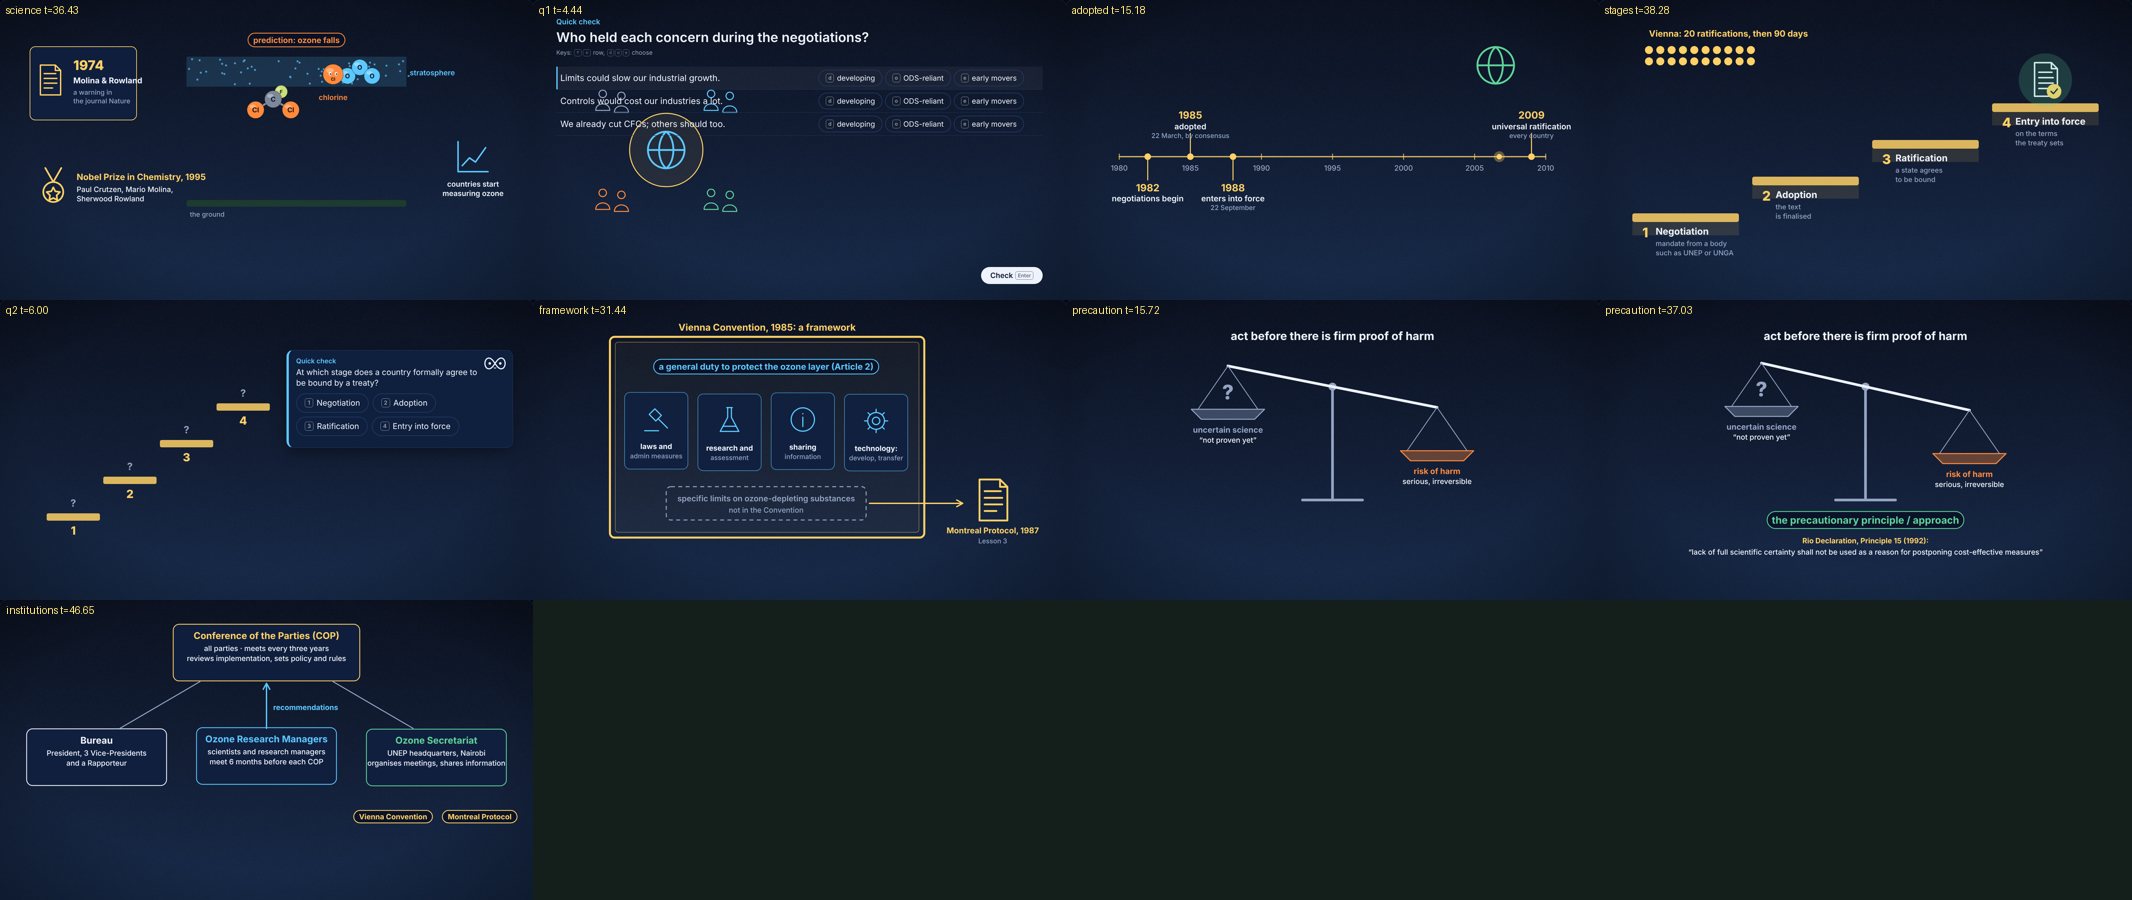 science t=36.43
prediction: ozone falls
1974
Molina & Rowland
a warning in
the journal Nature
stratosphere
chlorine
Cl
O
O
O
F
C
Cl
Cl
Nobel Prize in Chemistry, 1995
Paul Crutzen, Mario Molina,
Sherwood Rowland
countries start
measuring ozone
the ground
q1 t=4.44
Quick check
Who held each concern during the negotiations?
row, choose
Keys:
Limits could slow our industrial growth.
d developing
o ODS-reliant
e early movers
Controls would cost our industries a lot.
d developing
o ODS-reliant
e early movers
We already cut CFCs; others should too.
d developing
o ODS-reliant
e early movers
Check Enter
adopted t=15.18
1985
adopted
22 March, by consensus
2009
universal ratification
every country
1980
1985
1990
1995
2000
2005
2010
1982
negotiations begin
1988
enters into force
22 September
stages t=38.28
Vienna: 20 ratifications, then 90 days
4 Entry into force
on the terms
the treaty sets
3 Ratification
a state agrees
to be bound
2 Adoption
the text
is finalised
1 Negotiation
mandate from a body
such as UNEP or UNGA
q2 t=6.00
Quick check
At which stage does a country formally agree to
be bound by a treaty?
1 Negotiation
2 Adoption
3 Ratification
4 Entry into force
?
4
?
3
?
2
?
1
framework t=31.44
Vienna Convention, 1985: a framework
a general duty to protect the ozone layer (Article 2)
laws and
admin measures
research and
assessment
sharing
information
technology:
develop, transfer
specific limits on ozone-depleting substances
not in the Convention
Montreal Protocol, 1987
Lesson 3
precaution t=15.72
act before there is firm proof of harm
?
uncertain science
“not proven yet”
risk of harm
serious, irreversible
precaution t=37.03
act before there is firm proof of harm
?
uncertain science
“not proven yet”
risk of harm
serious, irreversible
the precautionary principle / approach
Rio Declaration, Principle 15 (1992):
“lack of full scientific certainty shall not be used as a reason for postponing cost-effective measures”
institutions t=46.65
Conference of the Parties (COP)
all parties · meets every three years
reviews implementation, sets policy and rules
recommendations
Bureau
President, 3 Vice-Presidents
and a Rapporteur
Ozone Research Managers
scientists and research managers
meet 6 months before each COP
Ozone Secretariat
UNEP headquarters, Nairobi
organises meetings, shares information
Vienna Convention
Montreal Protocol